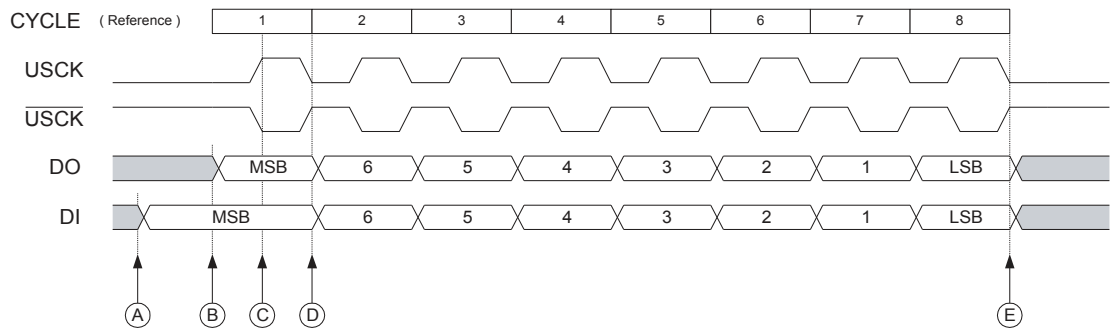 CYCLE ( Reference ) 1 2 3 4 5 6 7 8
USCK
USCK
DO MSB 6 5 4 3 2 1 LSB
DI MSB 6 5 4 3 2 1 LSB
A B C D E